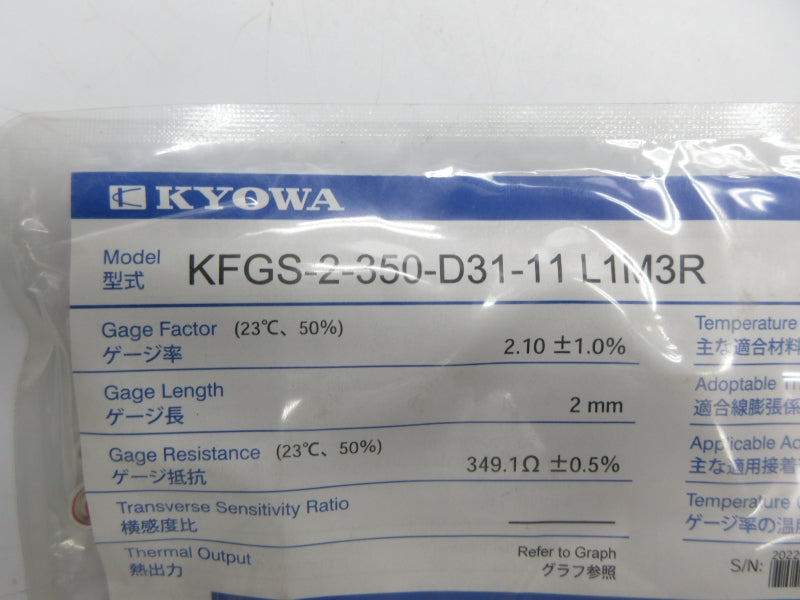 KYOWA
Model
型式
KFGS-2-350-D31-11 L1M3R
Gage Factor (23℃、50%)
ゲージ率
2.10 ±1.0%
Gage Length
ゲージ長
2 mm
Gage Resistance (23℃、50%)
ゲージ抵抗
349.1Ω ±0.5%
Transverse Sensitivity Ratio
横感度比
Thermal Output
熱出力
Refer to Graph
グラフ参照
Temperature
主な適合材料
Adoptable
適合線膨張係
Applicable
主な適用接着
Temperature
ゲージ率の温度
S/N:
2022